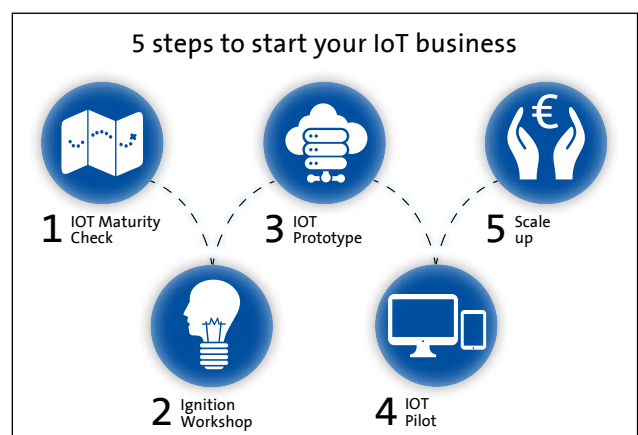 5 steps to start your IoT business
1 IOT Maturity
Check
2 Ignition
Workshop
3 IOT
Prototype
4 IOT
Pilot
€
5 Scale
up